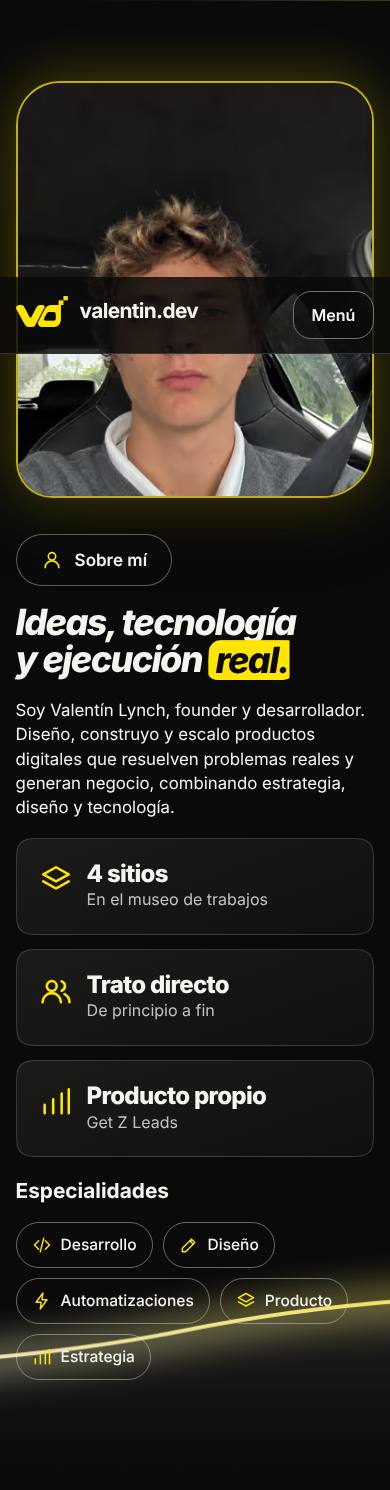 vd valentin.dev
Menú
Sobre mí
Ideas, tecnología
y ejecución real.
Soy Valentín Lynch, founder y desarrollador.
Diseño, construyo y escalo productos
digitales que resuelven problemas reales y
generan negocio, combinando estrategia,
diseño y tecnología.
4 sitios
En el museo de trabajos
Trato directo
De principio a fin
Producto propio
Get Z Leads
Especialidades
Desarrollo
Diseño
Automatizaciones
Producto
Estrategia